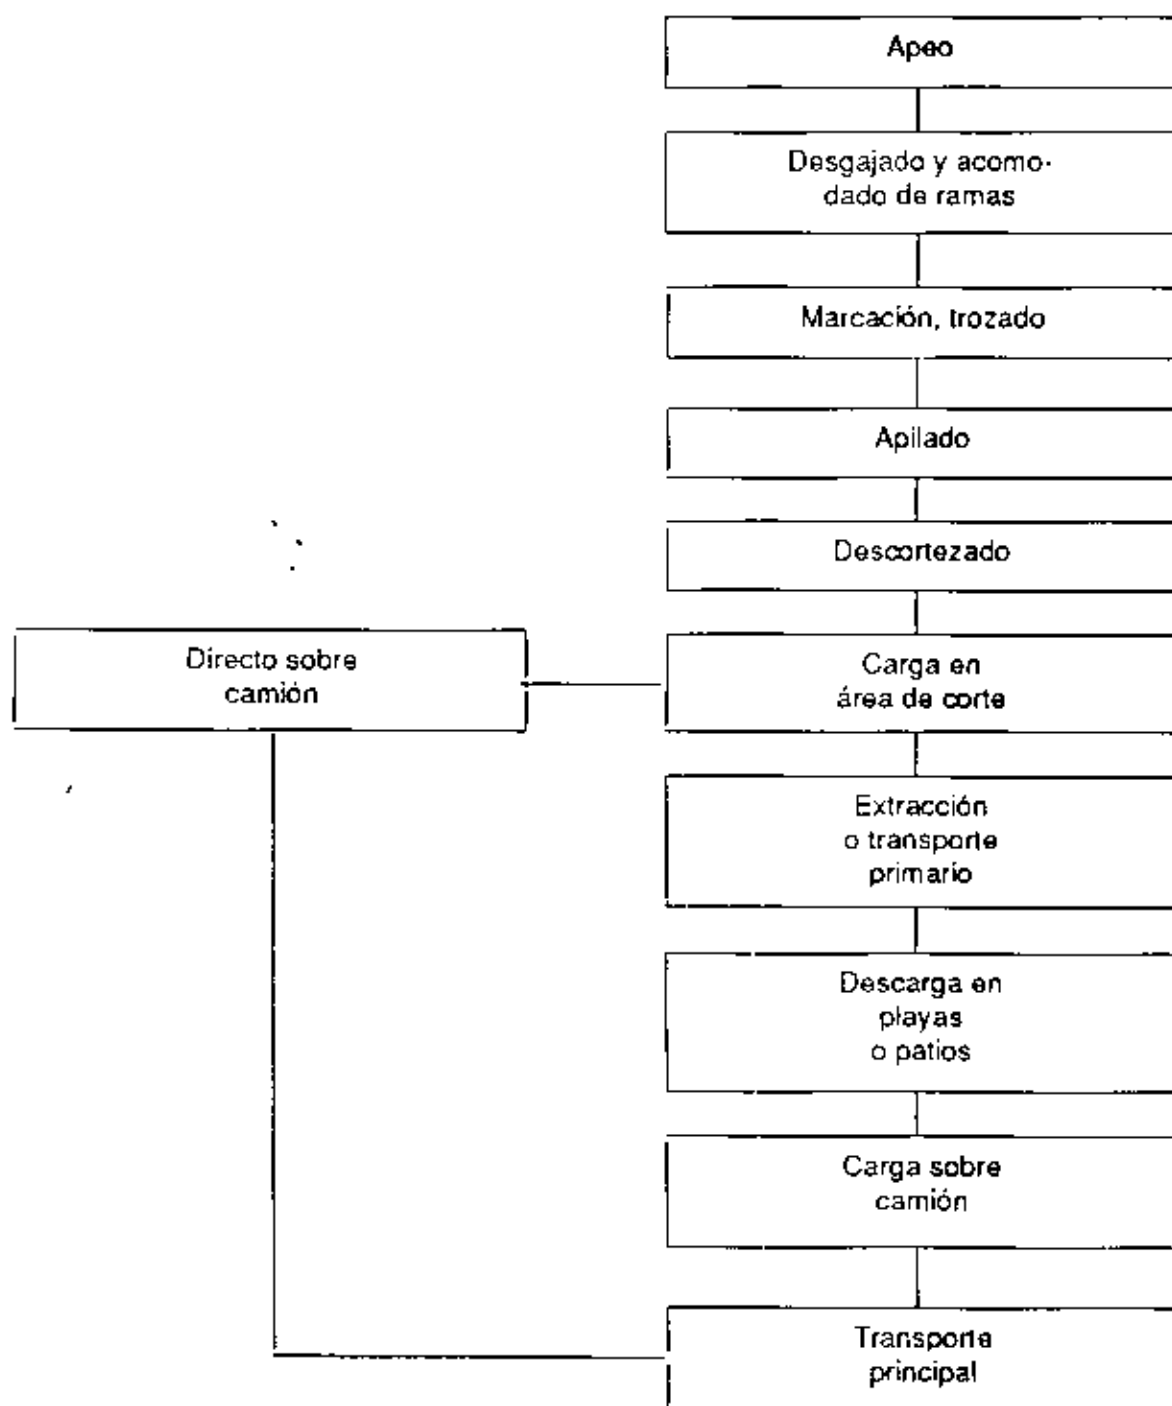 Apeo
Desgajado y acomo-
dado de ramas
Marcación, trozado
Apilado
Descortezado
Directo sobre
camión
Carga en
área de corte
Extracción
o transporte
primario
Descarga en
playas
o patios
Carga sobre
camión
Transporte
principal